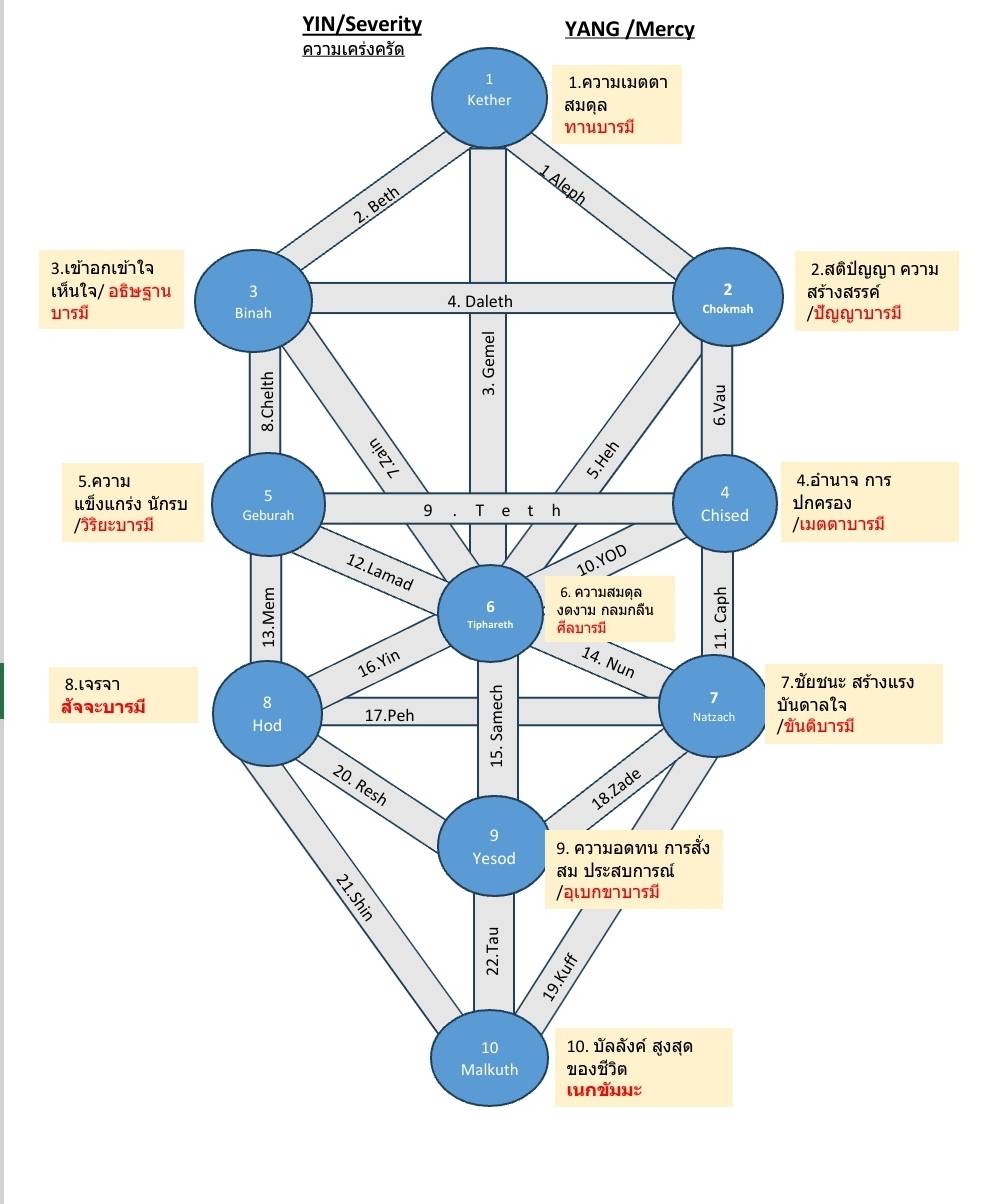 YIN/Severity
ความเคร่งครัด
YANG /Mercy
1
Kether
1.ความเมตตา
สมดุล
ทานบารมี
2. Beth
1 Aleph
3.เข้าอกเข้าใจ
เห็นใจ/ อธิษฐาน
บารมี
3
Binah
4. Daleth
2
Chokmah
2.สติปัญญา ความ
สร้างสรรค์
/ปัญญาบารมี
3. Gemel
8.Chelth
7.Zain
5.Heh
6.Vau
5.ความ
แข็งแกร่ง นักรบ
/วิริยะบารมี
5
Geburah
9 . T e t h
4
Chised
4.อำนาจ การ
ปกครอง
/เมตตาบารมี
12.Lamad
10.YOD
13.Mem
11. Caph
6
Tiphareth
6. ความสมดุล
งดงาม กลมกลืน
ศีลบารมี
16.Yin
14. Nun
8.เจรจา
สัจจะบารมี
8
Hod
17.Peh
15. Samech
7
Natzach
7.ชัยชนะ สร้างแรง
บันดาลใจ
/ขันติบารมี
20. Resh
18.Zade
9
Yesod
9. ความอดทน การสั่ง
สม ประสบการณ์
/อุเบกขาบารมี
21.Shin
22.Tau
19.Kuff
10
Malkuth
10. บัลลังค์ สูงสุด
ของชีวิต
เนกขัมมะ